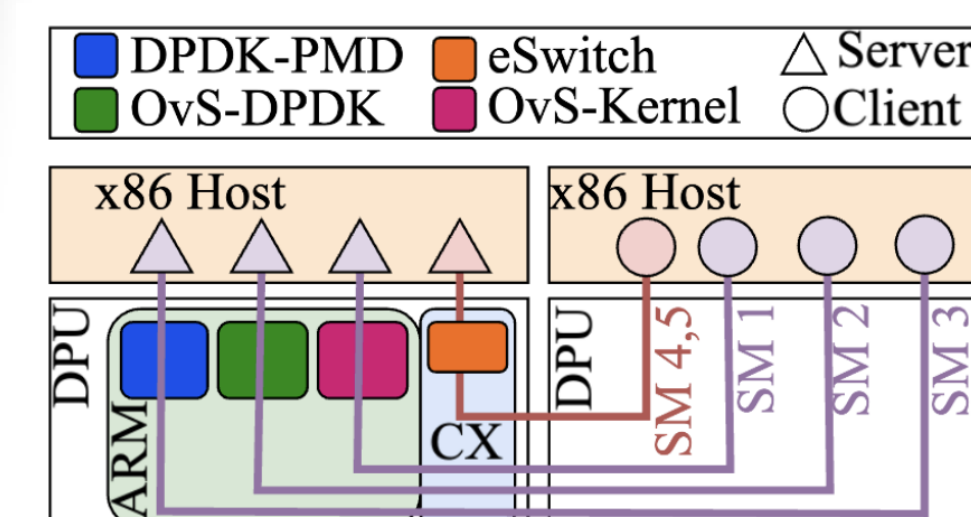 DPDK-PMD eSwitch Server
OvS-DPDK OvS-Kernel Client
x86 Host
x86 Host
DPU
ARM
CX
DPU
SM 4,5
SM 1
SM 2
SM 3